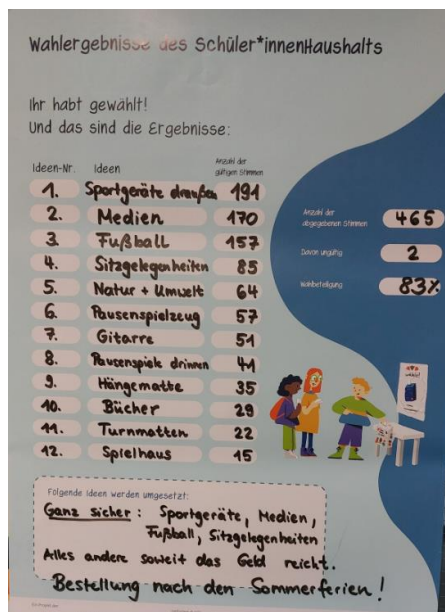 Wahlergebnisse des Schüler*innenHaushalts
Ihr habt gewählt!
Und das sind die Ergebnisse:
Ideen-Nr. Ideen Anzahl der gültigen Stimmen
1. Sportgeräte draußen 191
2. Medien 170
3. Fußball 157
4. Sitzgelegenheiten 85
5. Natur + Umwelt 64
6. Pausenspielzeug 57
7. Gitarre 51
8. Pausenspiele drinnen 41
9. Hängematte 35
10. Bücher 29
11. Turnmatten 22
12. Spielhaus 15
Anzahl der
abgegebenen Stimmen 465
Davon ungültig 2
Wahlbeteiligung 83%
Folgende Ideen werden umgesetzt:
Ganz sicher: Sportgeräte, Medien,
Fußball, Sitzgelegenheiten
Alles andere soweit das Geld reicht.
Bestellung nach den Sommerferien!